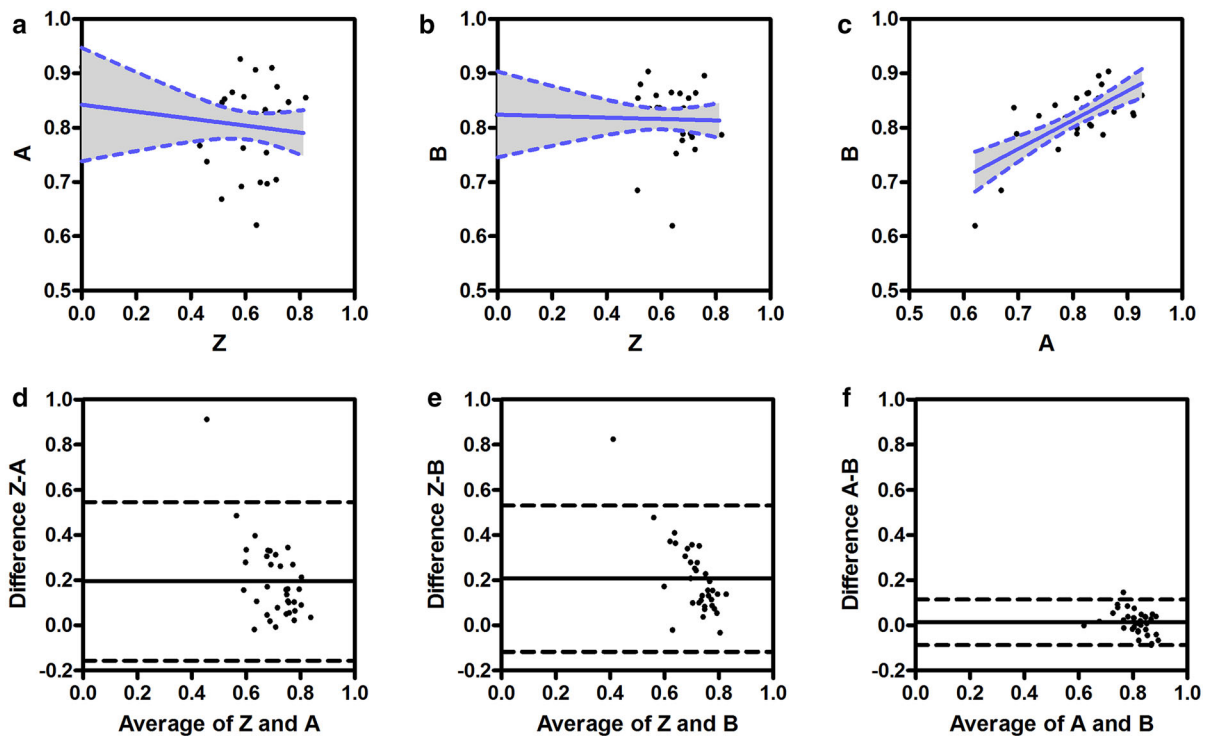 a
1.0
0.9
0.8
0.7
0.6
0.5
A
0.0 0.2 0.4 0.6 0.8 1.0
Z
b
1.0
0.9
0.8
0.7
0.6
0.5
B
0.0 0.2 0.4 0.6 0.8 1.0
Z
c
1.0
0.9
0.8
0.7
0.6
0.5
B
0.5 0.6 0.7 0.8 0.9 1.0
A
d
1.0
0.8
0.6
0.4
0.2
0.0
-0.2
Difference Z-A
0.0 0.2 0.4 0.6 0.8 1.0
Average of Z and A
e
1.0
0.8
0.6
0.4
0.2
0.0
-0.2
Difference Z-B
0.0 0.2 0.4 0.6 0.8 1.0
Average of Z and B
f
1.0
0.8
0.6
0.4
0.2
0.0
-0.2
Difference A-B
0.0 0.2 0.4 0.6 0.8 1.0
Average of A and B